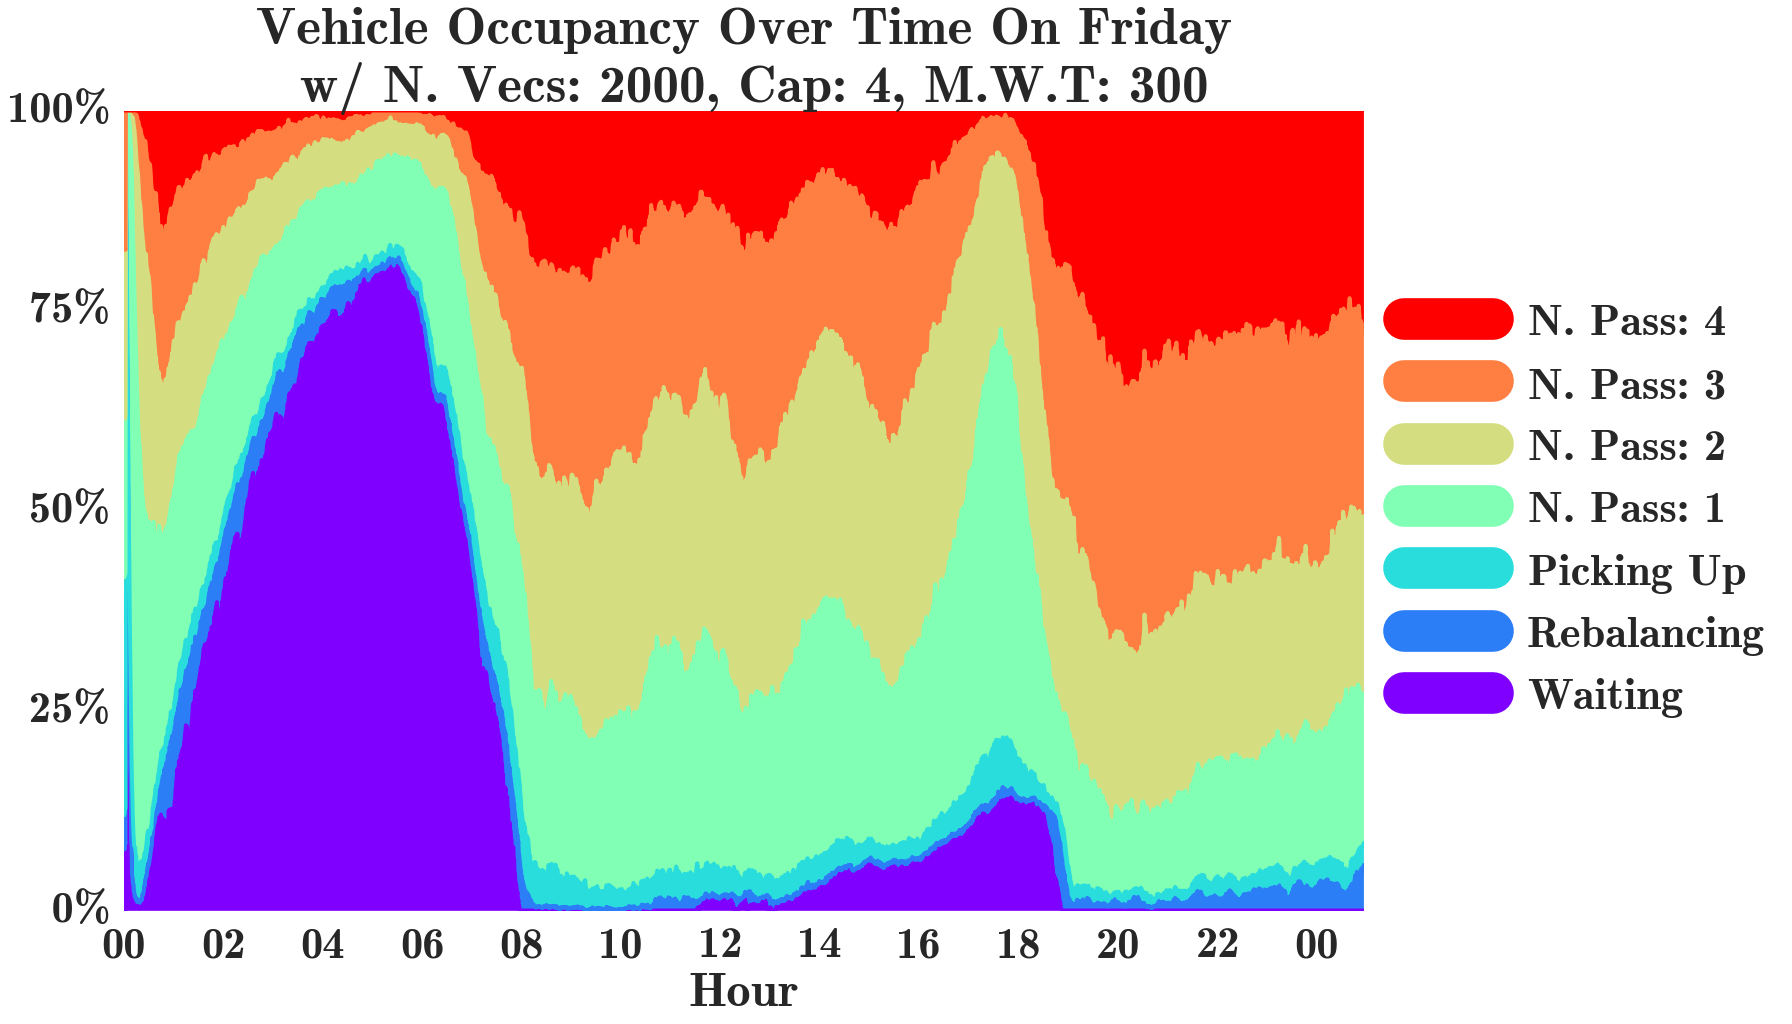 Vehicle Occupancy Over Time On Friday
w/ N. Vecs: 2000, Cap: 4, M.W.T: 300
100%
75%
50%
25%
0%
00 02 04 06 08 10 12 14 16 18 20 22 00
Hour
N. Pass: 4
N. Pass: 3
N. Pass: 2
N. Pass: 1
Picking Up
Rebalancing
Waiting